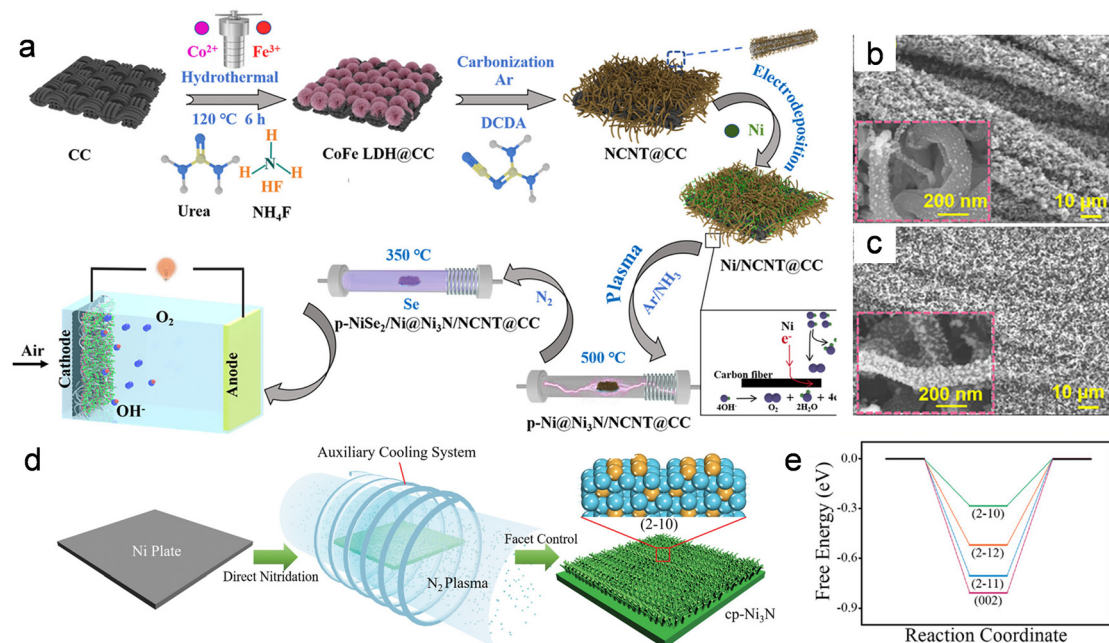 a
Co²⁺
Fe³⁺
Hydrothermal
120 °C 6 h
CC
Urea
H
N
H
H
HF
NH₄F
CoFe LDH@CC
Carbonization
Ar
DCDA
NCNT@CC
Electrodeposition
Ni
Ni/NCNT@CC
Plasma
Ar/NH₃
500 °C
p-Ni@Ni₃N/NCNT@CC
N₂
350 °C
Se
p-NiSe₂/Ni@Ni₃N/NCNT@CC
Air
Cathode
O₂
OH⁻
Anode
Ni
e⁻
Carbon fiber
4OH⁻
O₂
+
2H₂O
+
b
200 nm
10 µm
c
200 nm
10 µm
d
Ni Plate
Direct Nitridation
Auxiliary Cooling System
N₂ Plasma
Facet Control
(2-10)
cp-Ni₃N
e
Free Energy (eV)
0.0
-0.3
-0.6
-0.9
(2-10)
(2-12)
(2-11)
(002)
Reaction Coordinate